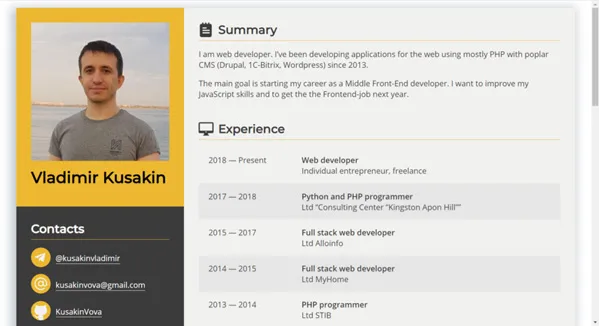 Vladimir Kusakin
Contacts
@kusakinvladimir
kusakinvova@gmail.com
KusakinVova
Summary
I am web developer. I've been developing applications for the web using mostly PHP with poplar
CMS (Drupal, 1C-Bitrix, Wordpress) since 2013.
The main goal is starting my career as a Middle Front-End developer. I want to improve my
JavaScript skills and to get the the Frontend-job next year.
Experience
2018 — Present
Web developer
Individual entrepreneur, freelance
2017 — 2018
Python and PHP programmer
Ltd "Consulting Center "Kingston Apon Hill""
2015 — 2017
Full stack web developer
Ltd Alloinfo
2014 — 2015
Full stack web developer
Ltd MyHome
2013 — 2014
PHP programmer
Ltd STIB